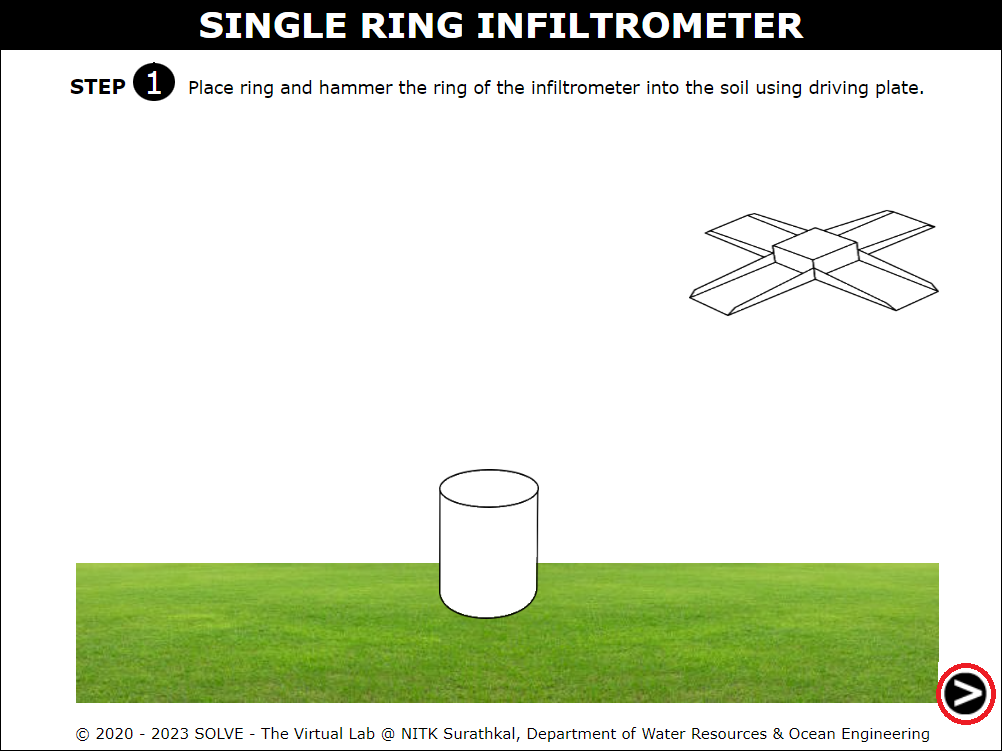 SINGLE RING INFILTROMETER
STEP 1 Place ring and hammer the ring of the infiltrometer into the soil using driving plate.
>
© 2020 - 2023 SOLVE - The Virtual Lab @ NITK Surathkal, Department of Water Resources & Ocean Engineering